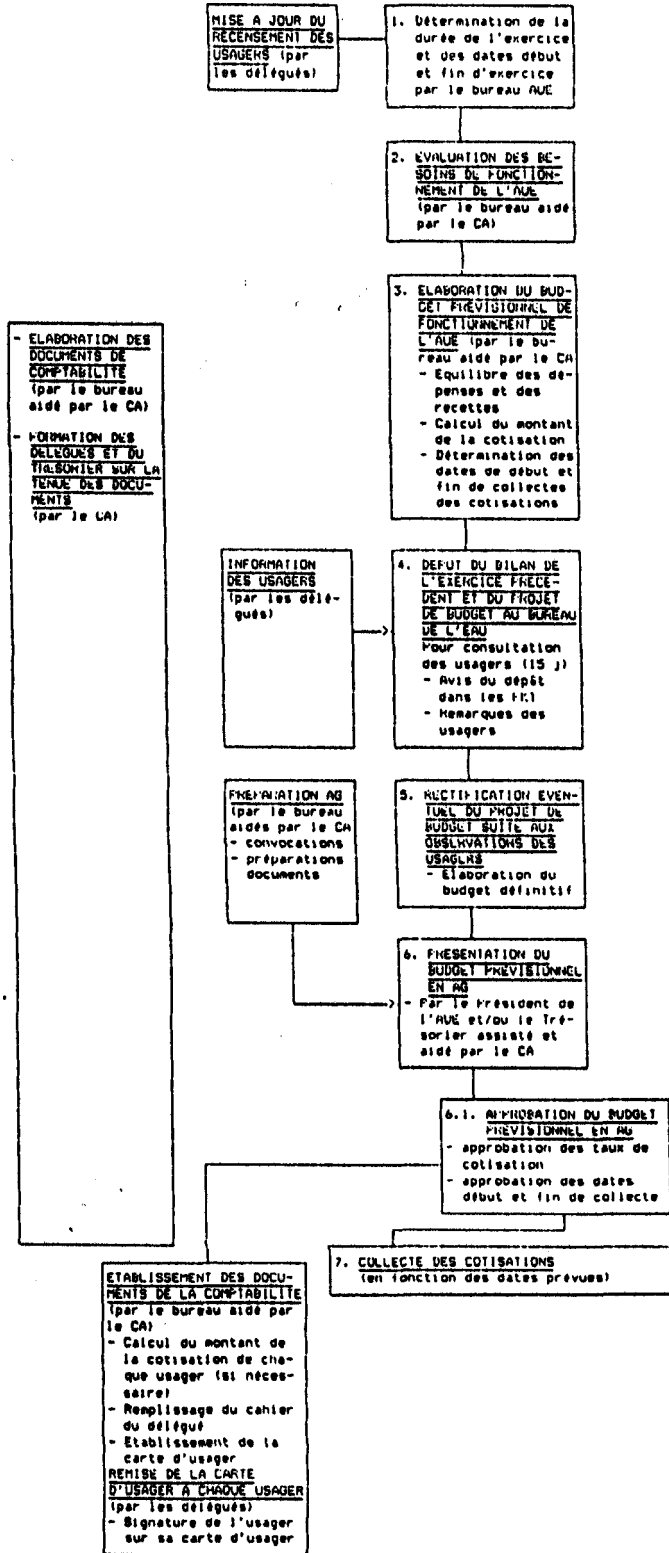 MISE A JOUR DU
RECENSEMENT DES
USAGERS (par
les délégués)
1. Détermination de la
durée de l'exercice
et des dates début
et fin d'exercice
par le bureau AUE
2. EVALUATION DES BE-
SOINS DE FONCTION-
NEMENT DE L'AUE
(par le bureau aidé
par le CA)
3. ELABORATION DU BUD-
GET PREVISIONNEL DE
FONCTIONNEMENT DE
L'AUE (par le bu-
reau aidé par le CA
- Equilibre des dé-
penses et des
recettes
- Calcul du montant
de la cotisation
- Détermination des
dates de début et
fin de collectes
des cotisations
- ELABORATION DES
DOCUMENTS DE
COMPTABILITE
(par le bureau
aidé par le CA)
- FORMATION DES
DELEGUES ET DU
TRESORIER SUR LA
TENUE DES DOCU-
MENTS
(par le CA)
INFORMATION
DES USAGERS
(par les délé-
gués)
4. DEPOT DU BILAN DE
L'EXERCICE PRECE-
DENT ET DU PROJET
DE BUDGET AU BUREAU
DE L'EAU
Pour consultation
des usagers (15 j)
- Avis du dépôt
dans les
- Remarques des
usagers
PREPARATION AG
(par le bureau
aidés par le CA
- convocations
- préparations
documents
5. RECTIFICATION EVEN-
TUEL DU PROJET DE
BUDGET SUITE AUX
OBSERVATIONS DES
USAGERS
- Elaboration du
budget définitif
6. PRESENTATION DU
BUDGET PREVISIONNEL
EN AG
- Par le Président de
l'AUE et/ou le Tré-
sorier assisté et
aidé par le CA
6.1. APPROBATION DU BUDGET
PREVISIONNEL EN AG
- approbation des taux de
cotisation
- approbation des dates
début et fin de collecte
7. COLLECTE DES COTISATIONS
(en fonction des dates prévues)
ETABLISSEMENT DES DOCU-
MENTS DE LA COMPTABILITE
(par le bureau aidé par
le CA)
- Calcul du montant de
la cotisation de cha-
que usager (si néces-
saire)
- Remplissage du cahier
du délégué
- Etablissement de la
carte d'usager
REMISE DE LA CARTE
D'USAGER A CHAQUE USAGER
(par les délégués)
- Signature de l'usager
sur sa carte d'usager